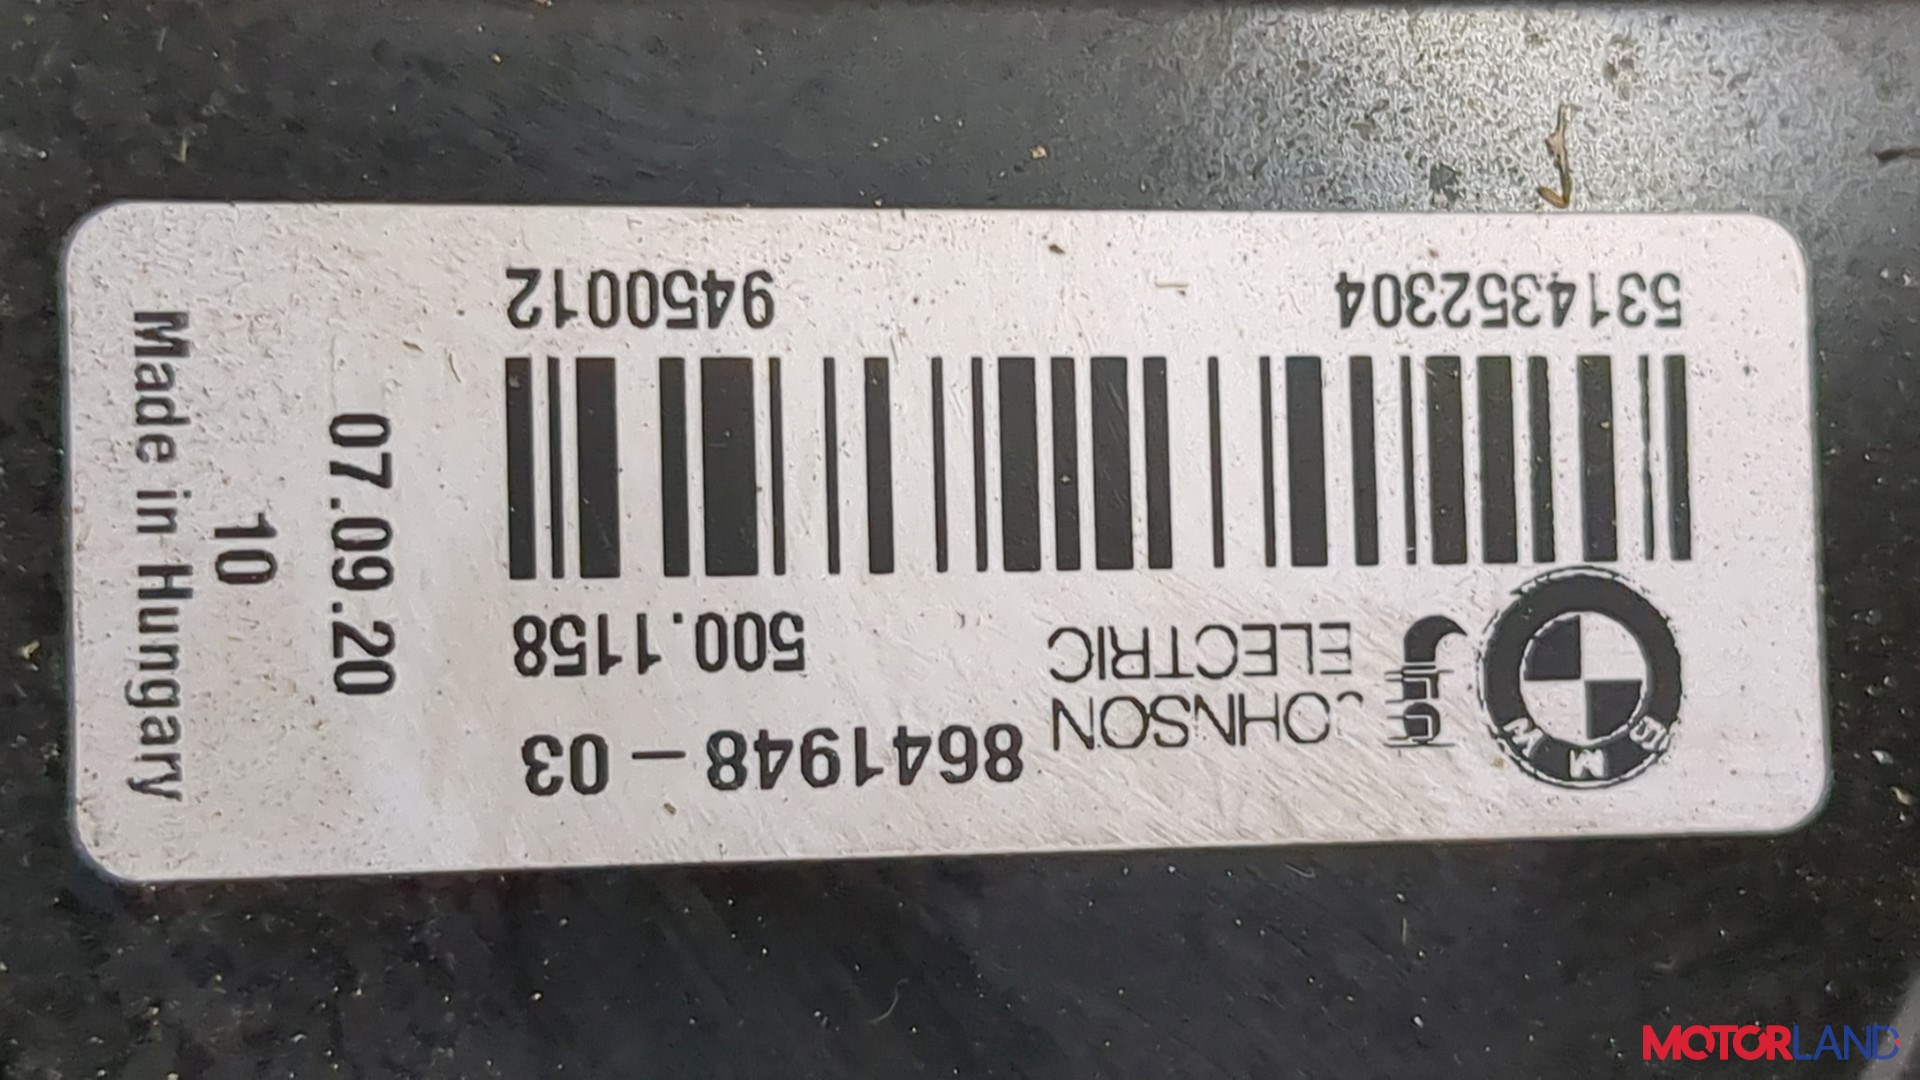 BMW
JOHNSON
ELECTRIC
8641948 - 03
500.1158
5314352304
9450012
07.09.20
10
Made in Hungary
MOTORLAND